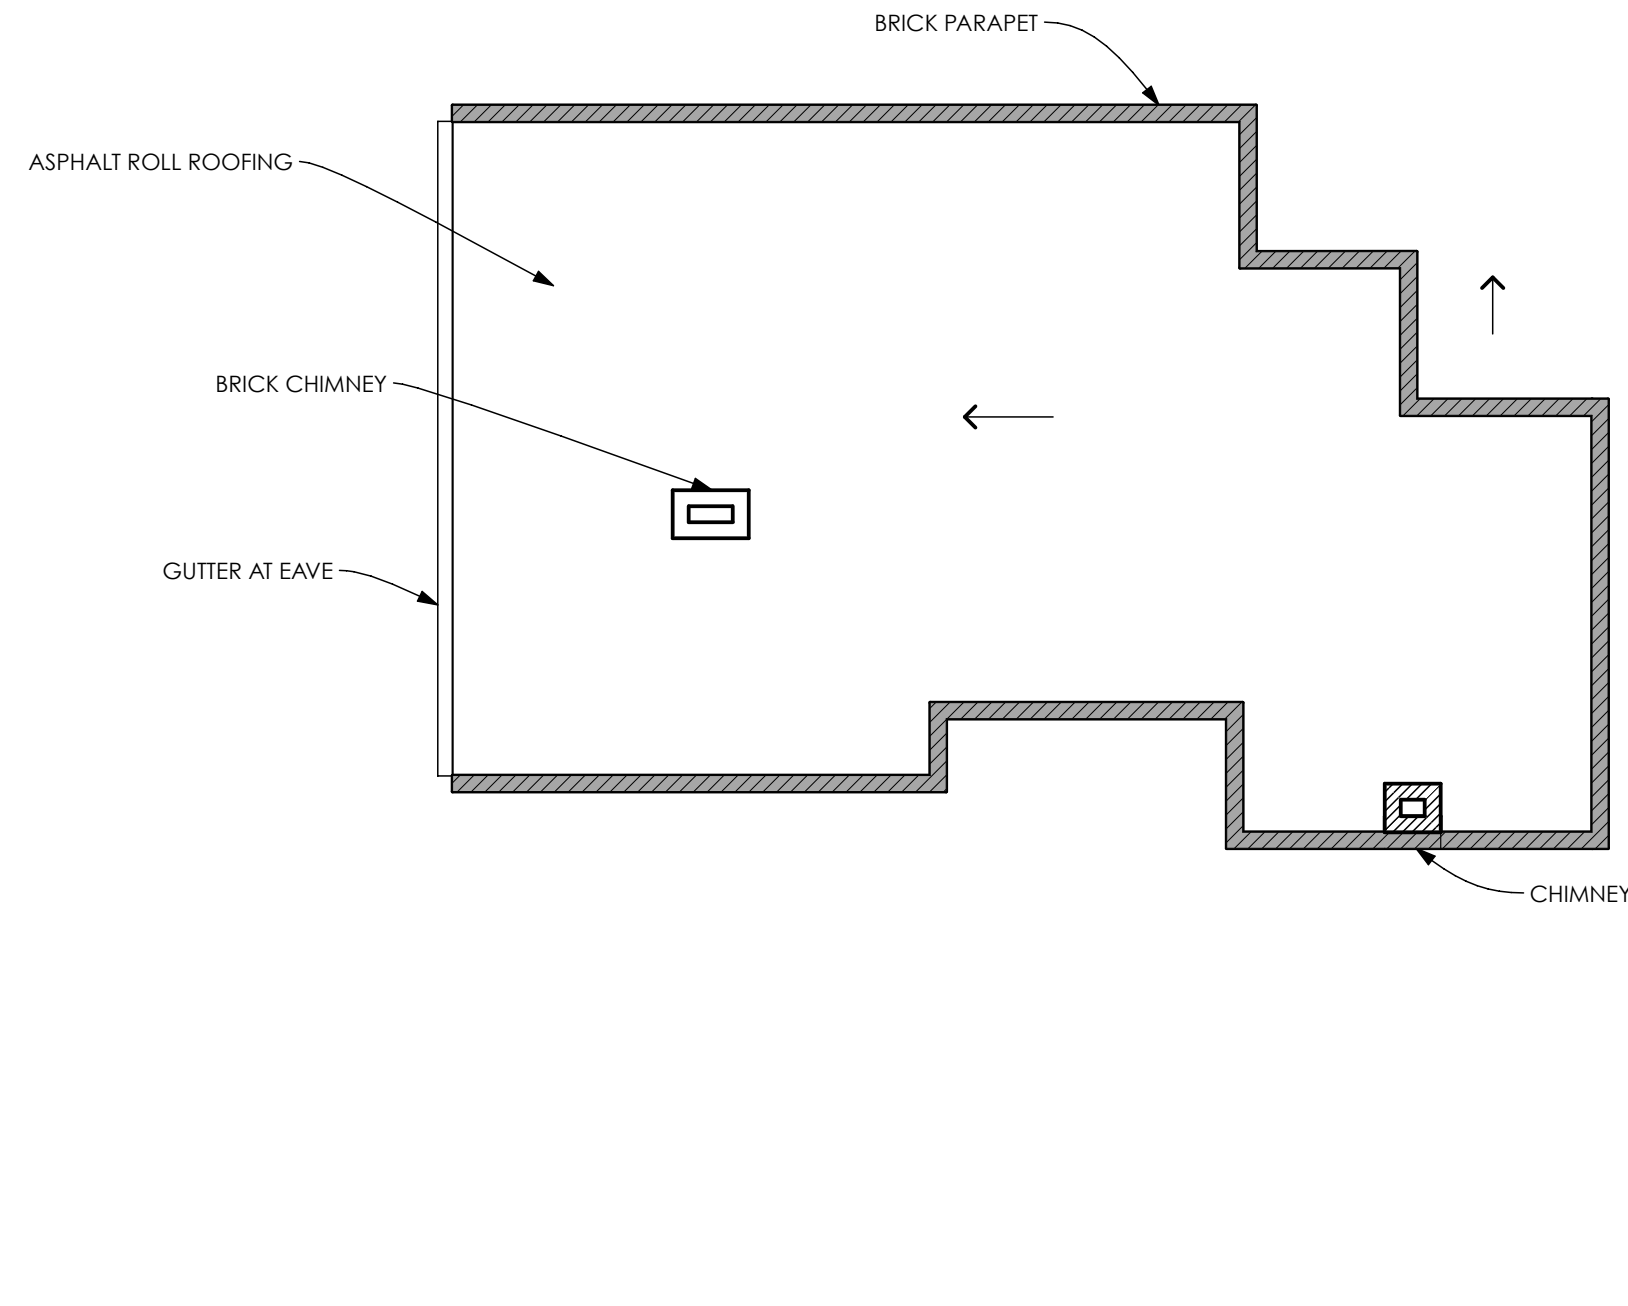 BRICK PARAPET
ASPHALT ROLL ROOFING
BRICK CHIMNEY
GUTTER AT EAVE
CHIMNEY